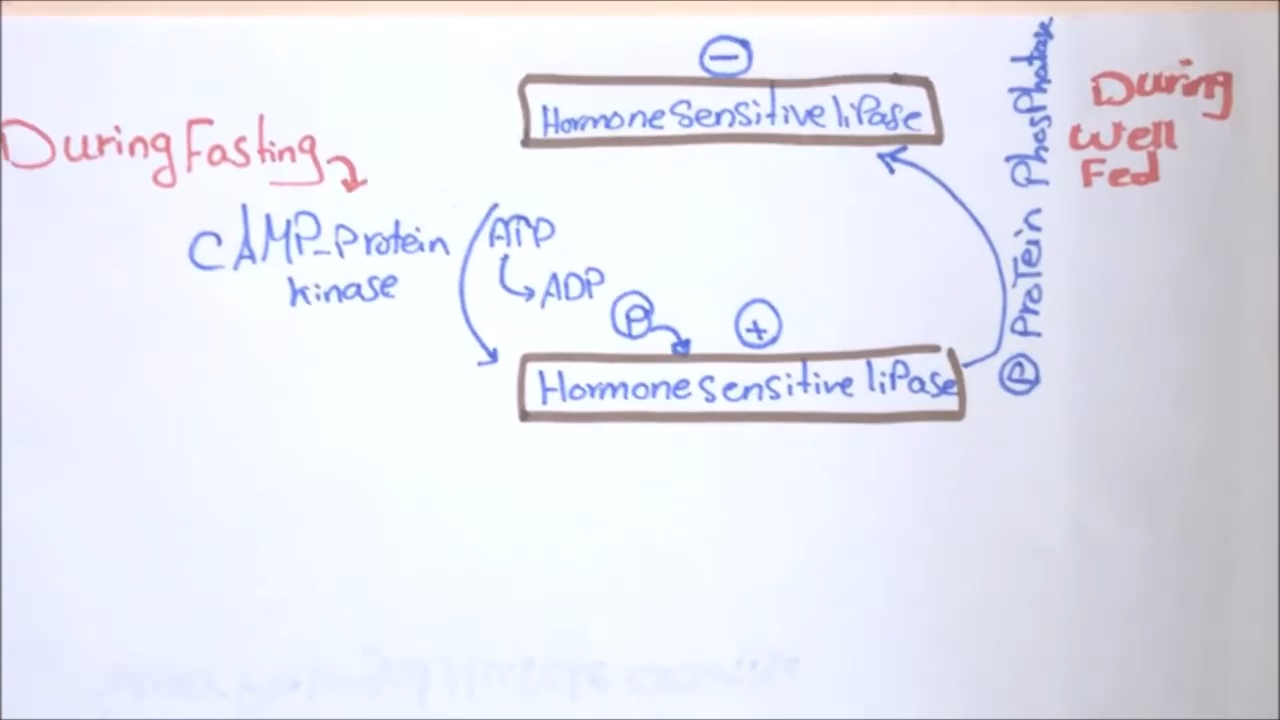 −
Hormone sensitive lipase
During Fasting
cAMP-protein
kinase
ATP
ADP
P
+
Hormone sensitive lipase
P Protein Phosphatase
During
Well
Fed